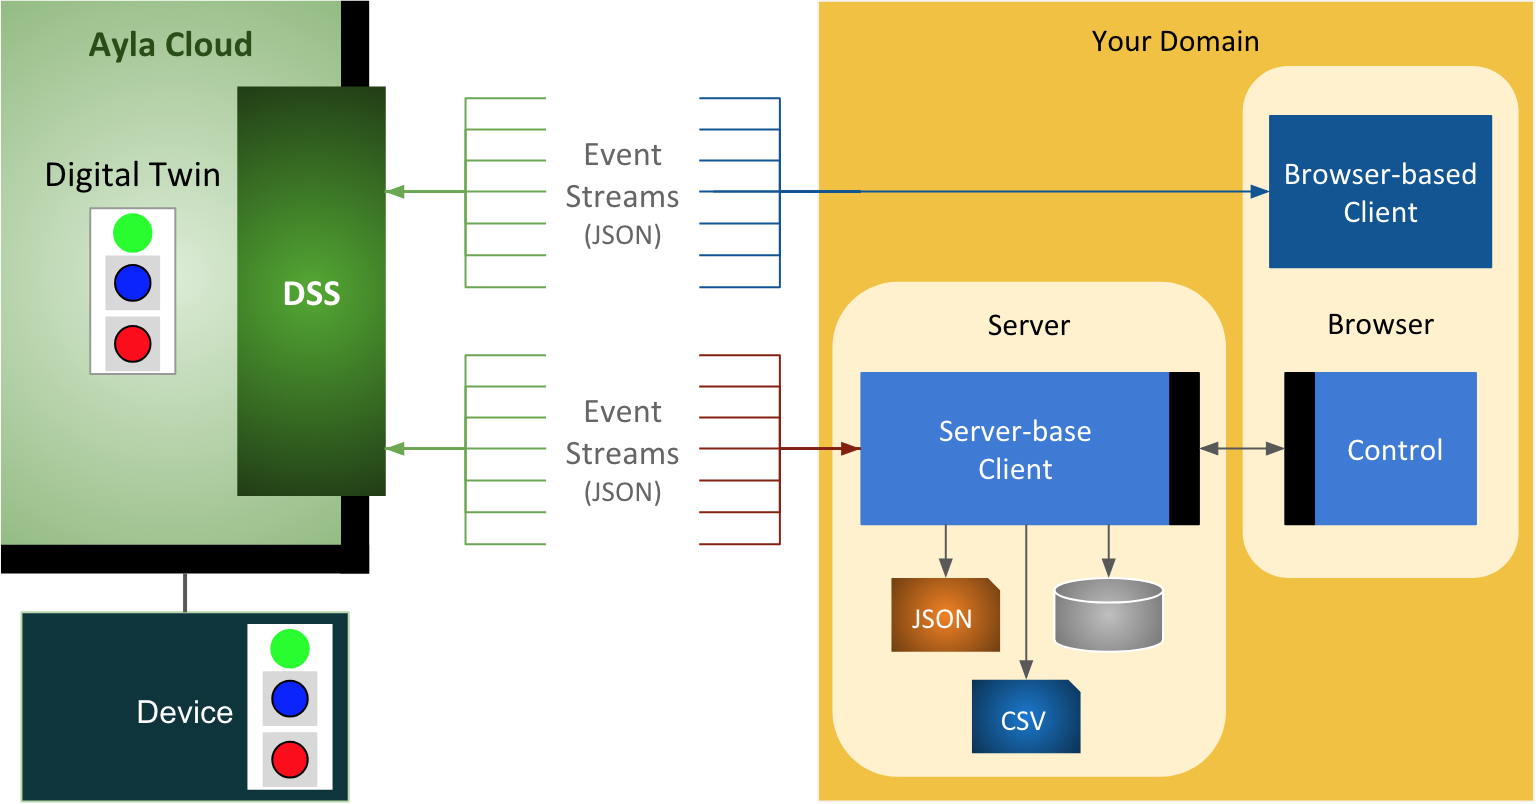 Ayla Cloud
Digital Twin
DSS
Device
Event
Streams
(JSON)
Event
Streams
(JSON)
Your Domain
Browser-based
Client
Browser
Server
Server-base
Client
Control
JSON
CSV